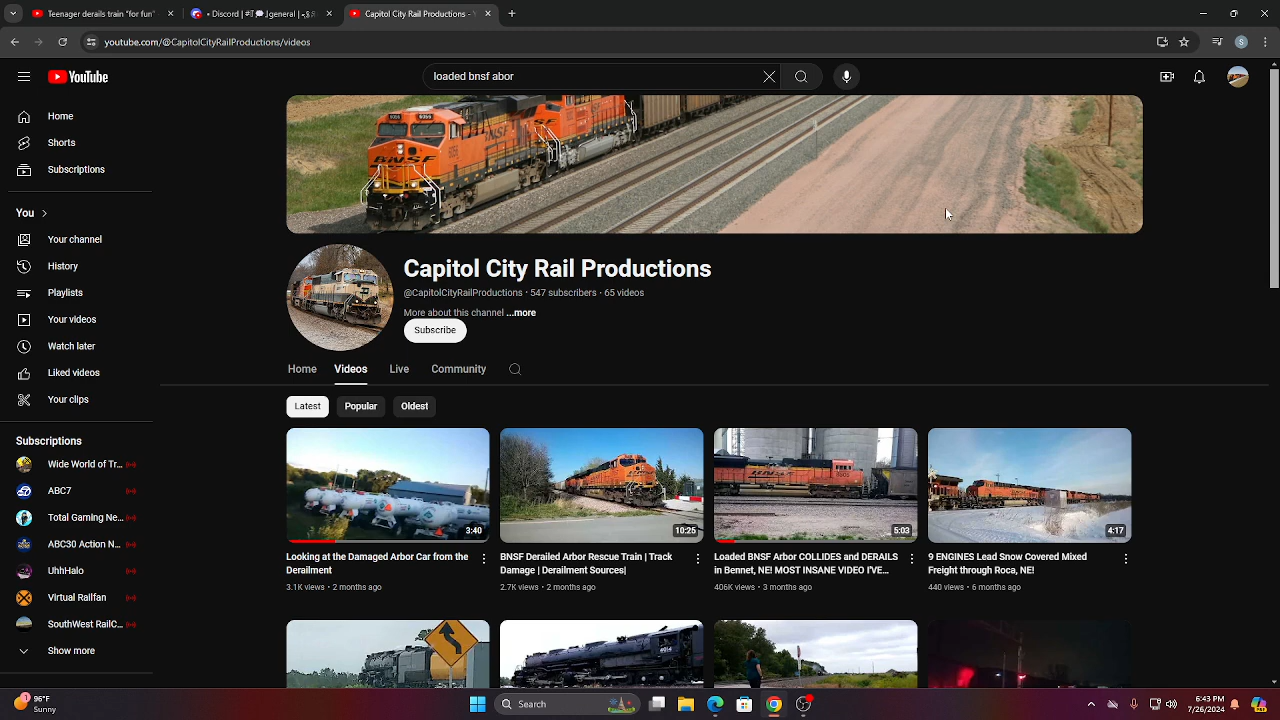 Teenager derails train "for fun"
Discord | #
general |
Capitol City Rail Productions - Y
youtube.com/@CapitolCityRailProductions/videos
S
YouTube
loaded bnsf abor
Home
Shorts
Subscriptions
You
Your channel
History
Playlists
Your videos
Watch later
Liked videos
Your clips
Subscriptions
Wide World of Tr...
ABC7
Total Gaming Ne...
ABC30 Action N...
UhhIalo
Virtual Railfan
SouthWest RailC...
Show more
BNSF
Capitol City Rail Productions
@CapitolCityRailProductions · 547 subscribers · 65 videos
More about this channel ...more
Subscribe
Home
Videos
Live
Community
Latest
Popular
Oldest
3:40
10:25
5:03
4:17
Looking at the Damaged Arbor Car from the
Derailment
3.1K views · 2 months ago
BNSF Derailed Arbor Rescue Train | Track
Damage | Derailment Sources|
2.7K views · 2 months ago
Loaded BNSF Arbor COLLIDES and DERAILS
in Bennet, NE! MOST INSANE VIDEO I'VE...
406K views · 3 months ago
9 ENGINES Lead Snow Covered Mixed
Freight through Roca, NE!
440 views · 6 months ago
96°F
Sunny
Search
6:43 PM
7/26/2024